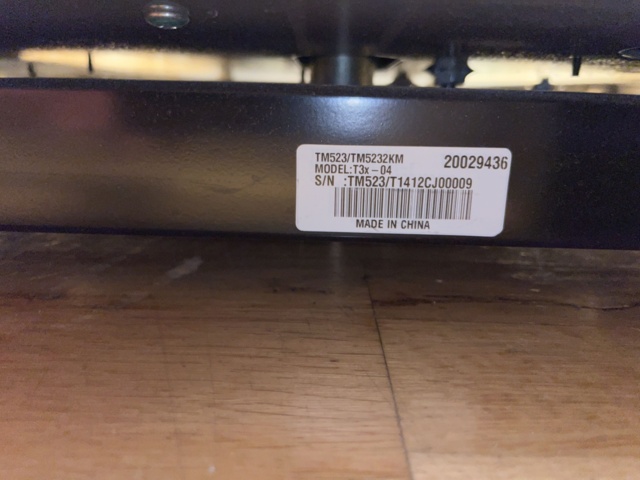 TM523/TM5232KM 20029436
MODEL:T3x-04
S/N :TM523/T1412CJ00009
MADE IN CHINA